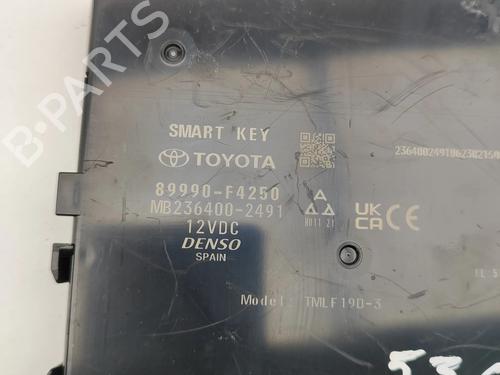 B-PARTS
SMART KEY
TOYOTA
89990-F4250
MB236400-2491
12VDC
DENSO
SPAIN
A
UK
CA CE
Model: TMLF19D-3